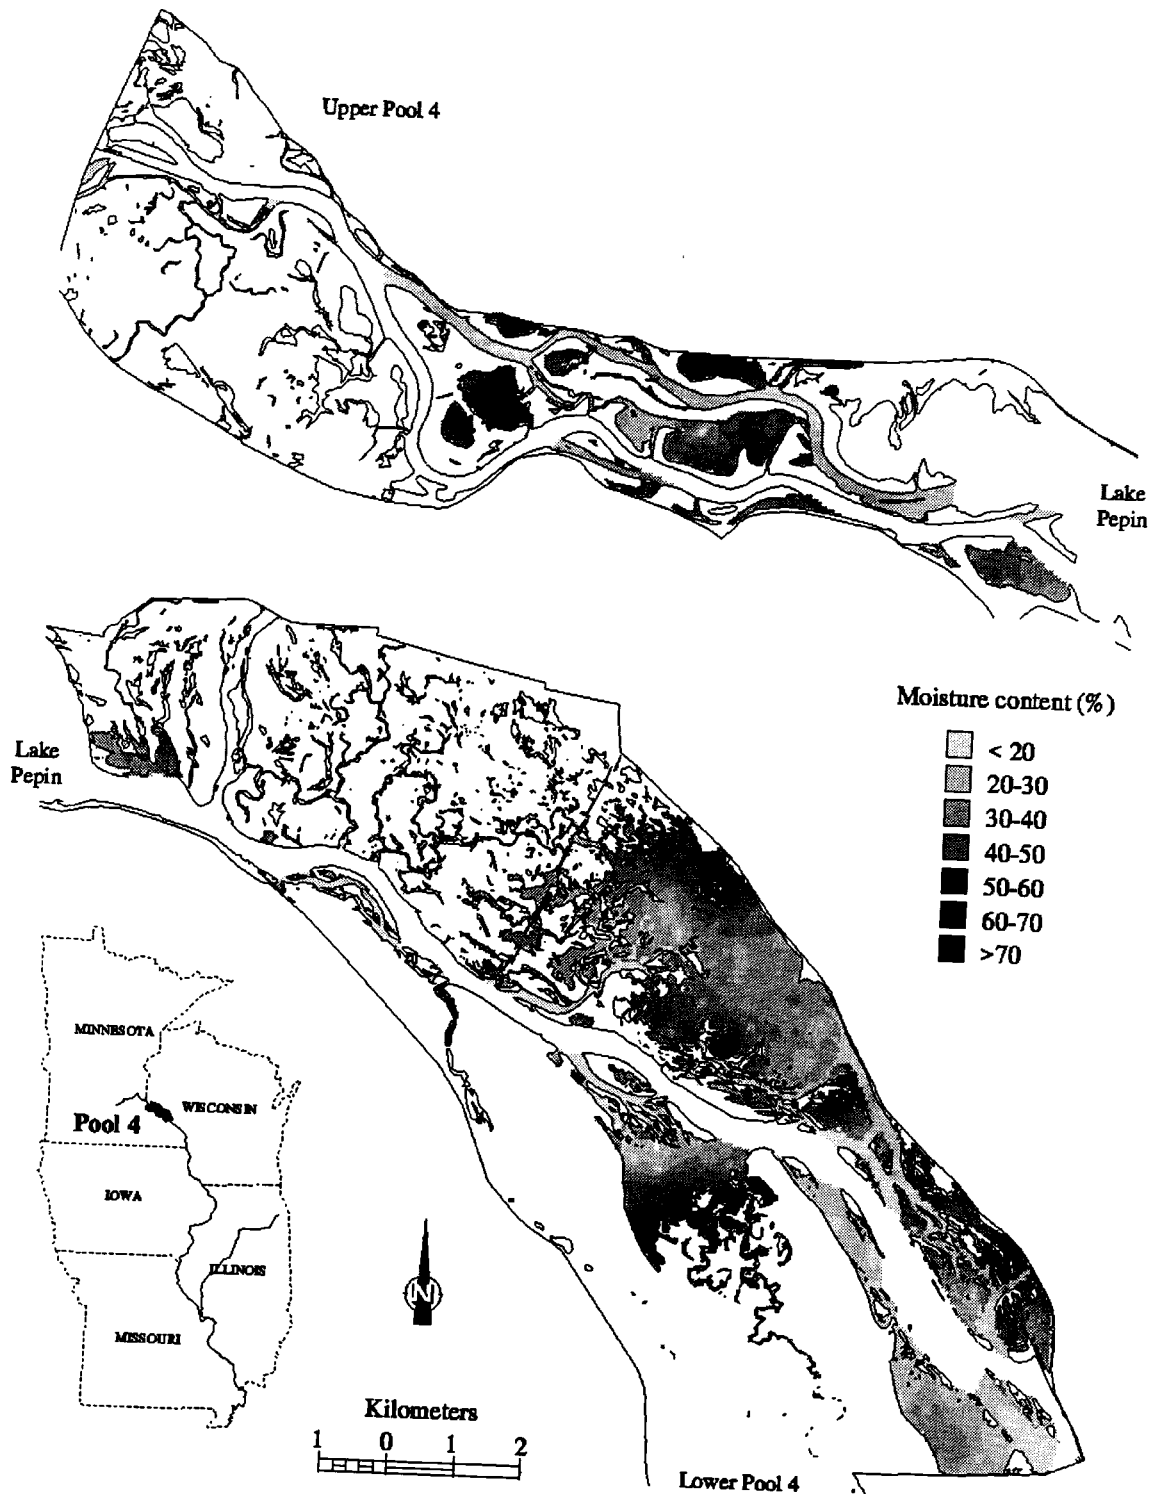 Upper Pool 4
Lake
Pepin
Moisture content (%)
< 20
20-30
30-40
40-50
50-60
60-70
>70
Lake
Pepin
MINNESOTA
WISCONSIN
Pool 4
IOWA
ILLINOIS
MISSOURI
N
Kilometers
1 0 1 2
Lower Pool 4